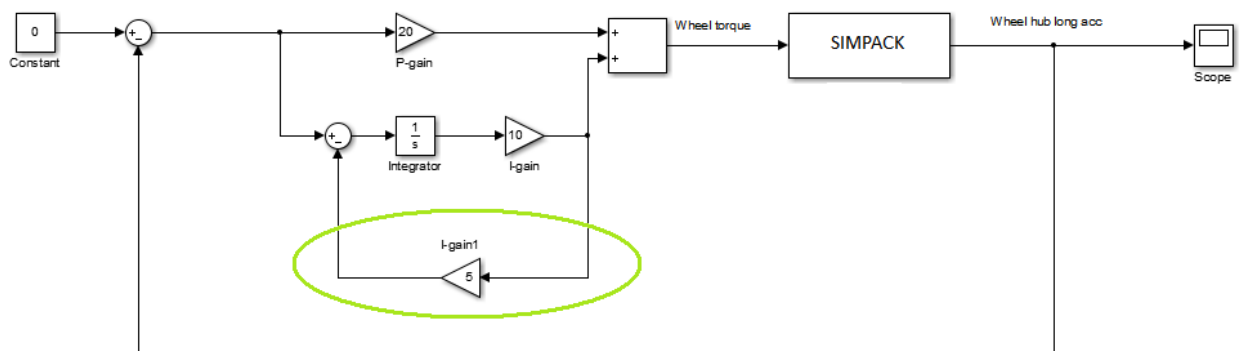 0
Constant
+
−
20
P-gain
+
+
Wheel torque
SIMPACK
Wheel hub long acc
Scope
+
−
1
s
Integrator
10
I-gain
I-gain1
5